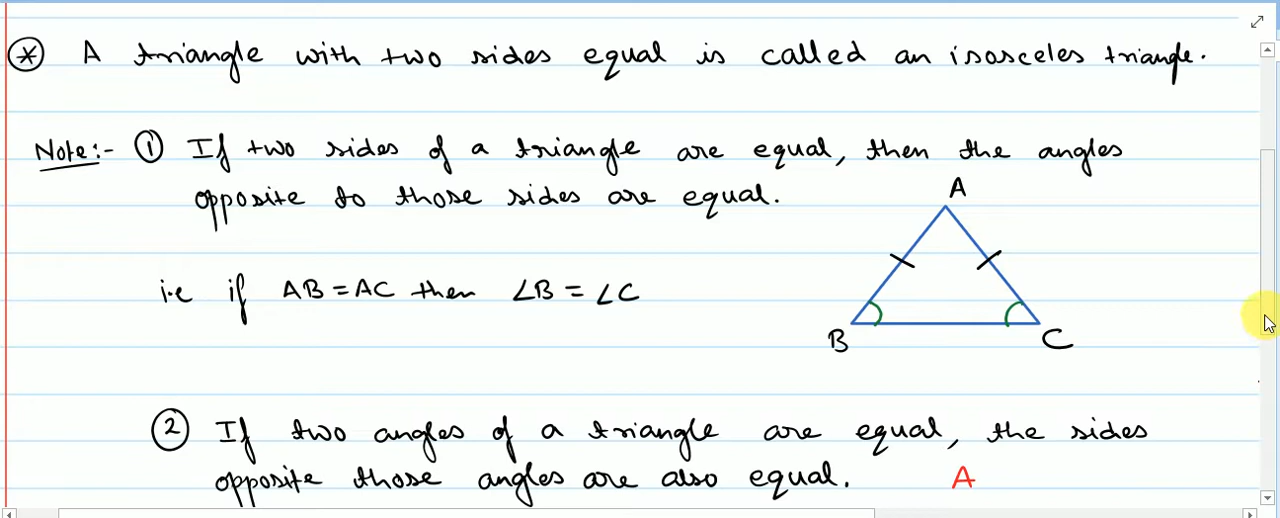 * A triangle with two sides equal is called an isosceles triangle.
Note:- ① If two sides of a triangle are equal, then the angles
opposite to those sides are equal.
A
i.e if AB = AC then ∠B = ∠C
B C
② If two angles of a triangle are equal, the sides
opposite those angles are also equal. A